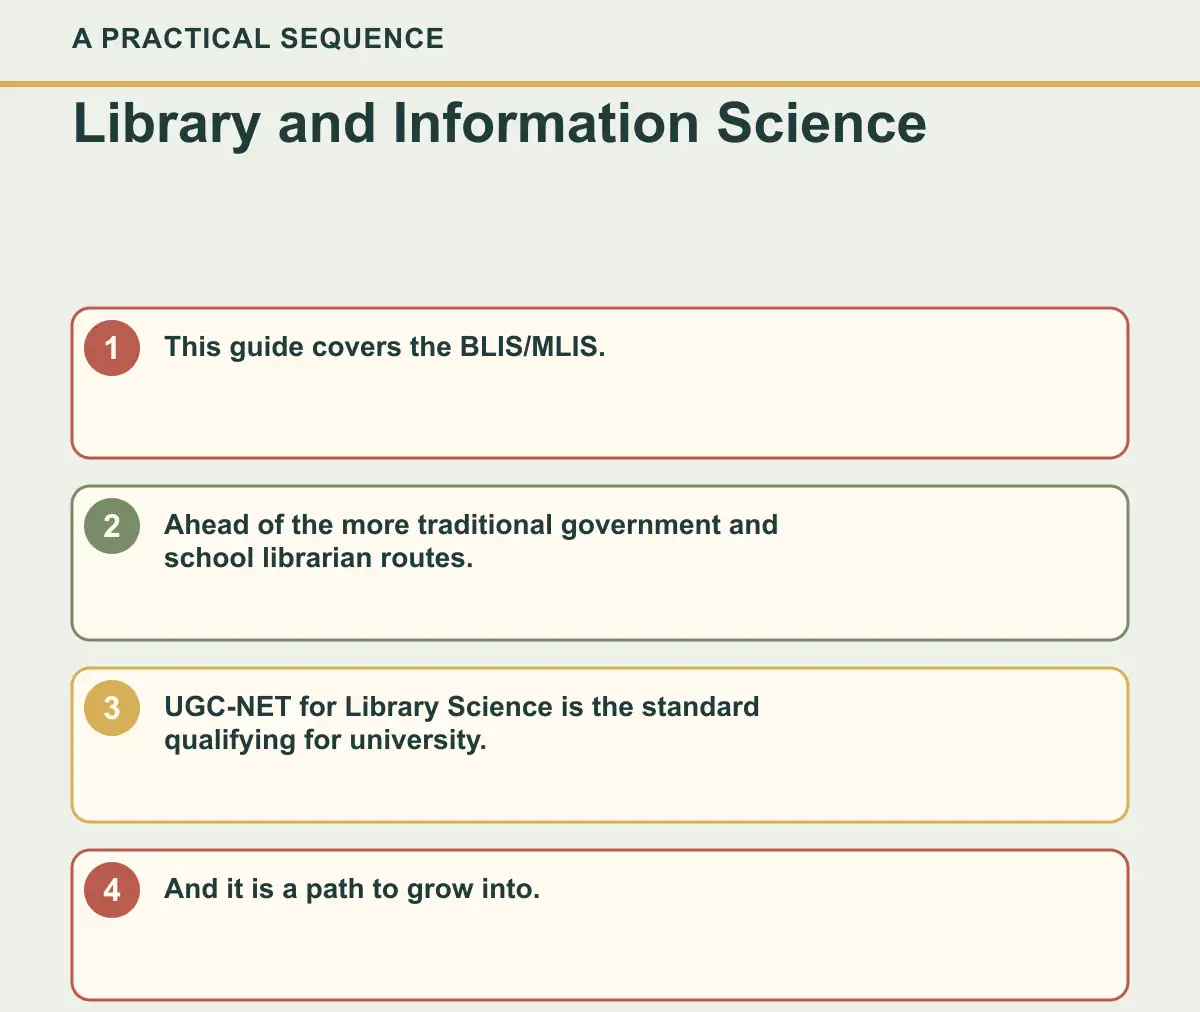 A PRACTICAL SEQUENCE
Library and Information Science
1
This guide covers the BLIS/MLIS.
2
Ahead of the more traditional government and
school librarian routes.
3
UGC-NET for Library Science is the standard
qualifying for university.
4
And it is a path to grow into.